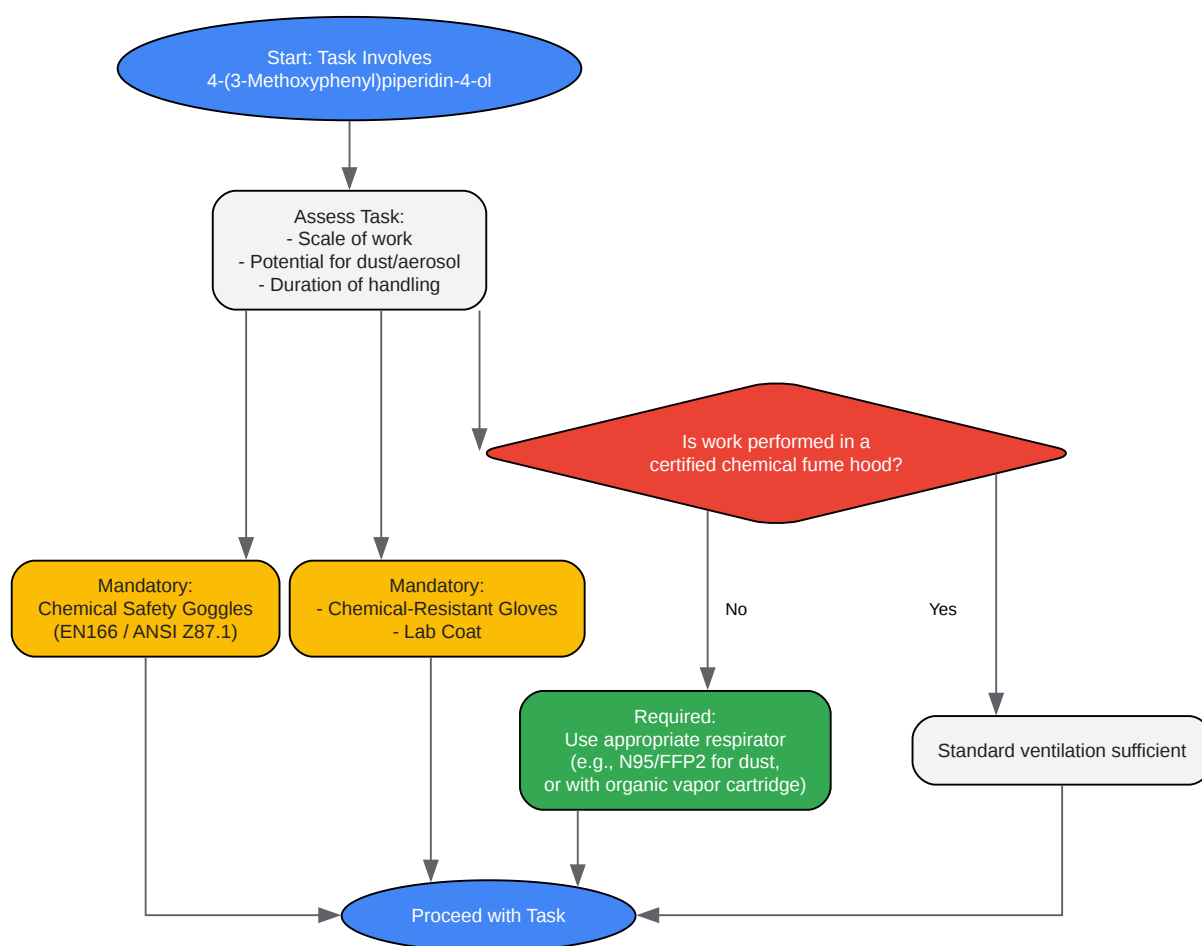 Start: Task Involves
4-(3-Methoxyphenyl)piperidin-4-ol
Assess Task:
- Scale of work
- Potential for dust/aerosol
- Duration of handling
Is work performed in a
certified chemical fume hood?
Mandatory:
Chemical Safety Goggles
(EN166 / ANSI Z87.1)
Mandatory:
- Chemical-Resistant Gloves
- Lab Coat
No
Yes
Required:
Use appropriate respirator
(e.g., N95/FFP2 for dust,
or with organic vapor cartridge)
Standard ventilation sufficient
Proceed with Task